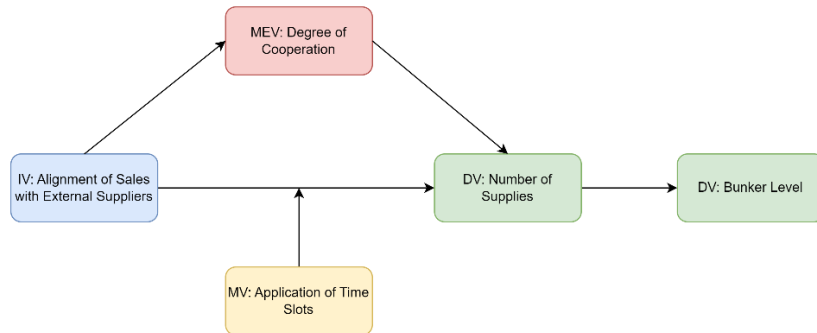 MEV: Degree of
Cooperation
IV: Alignment of Sales
with External Suppliers
DV: Number of
Supplies
DV: Bunker Level
MV: Application of Time
Slots